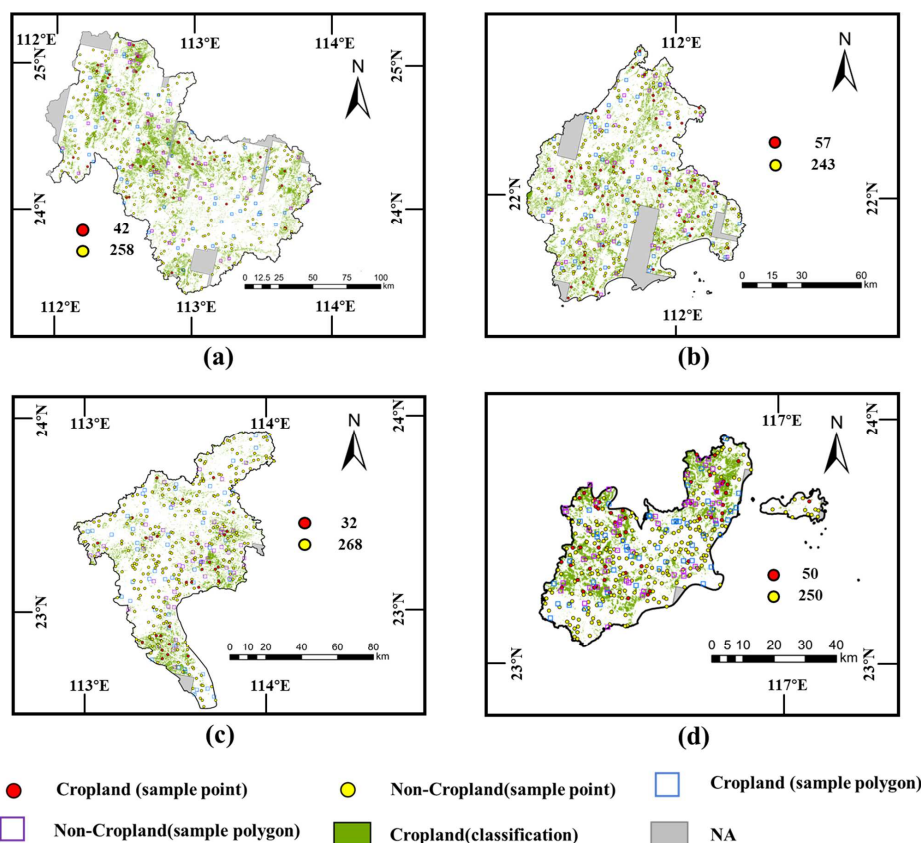 112°E 113°E 114°E
25°N 25°N
N
24°N 24°N
42
258
0 12.5 25 50 75 100
km
112°E 113°E 114°E
(a)
112°E
N
57
243
22°N 22°N
0 15 30 60
km
112°E
(b)
24°N 113°E 114°E 24°N
N
32
268
23°N 23°N
0 10 20 40 60 80
km
113°E 114°E
(c)
117°E
24°N
N
50
250
0 5 10 20 30 40
km
23°N 23°N
117°E
(d)
Cropland (sample point) Non-Cropland(sample point) Cropland (sample polygon)
Non-Cropland(sample polygon) Cropland(classification) NA